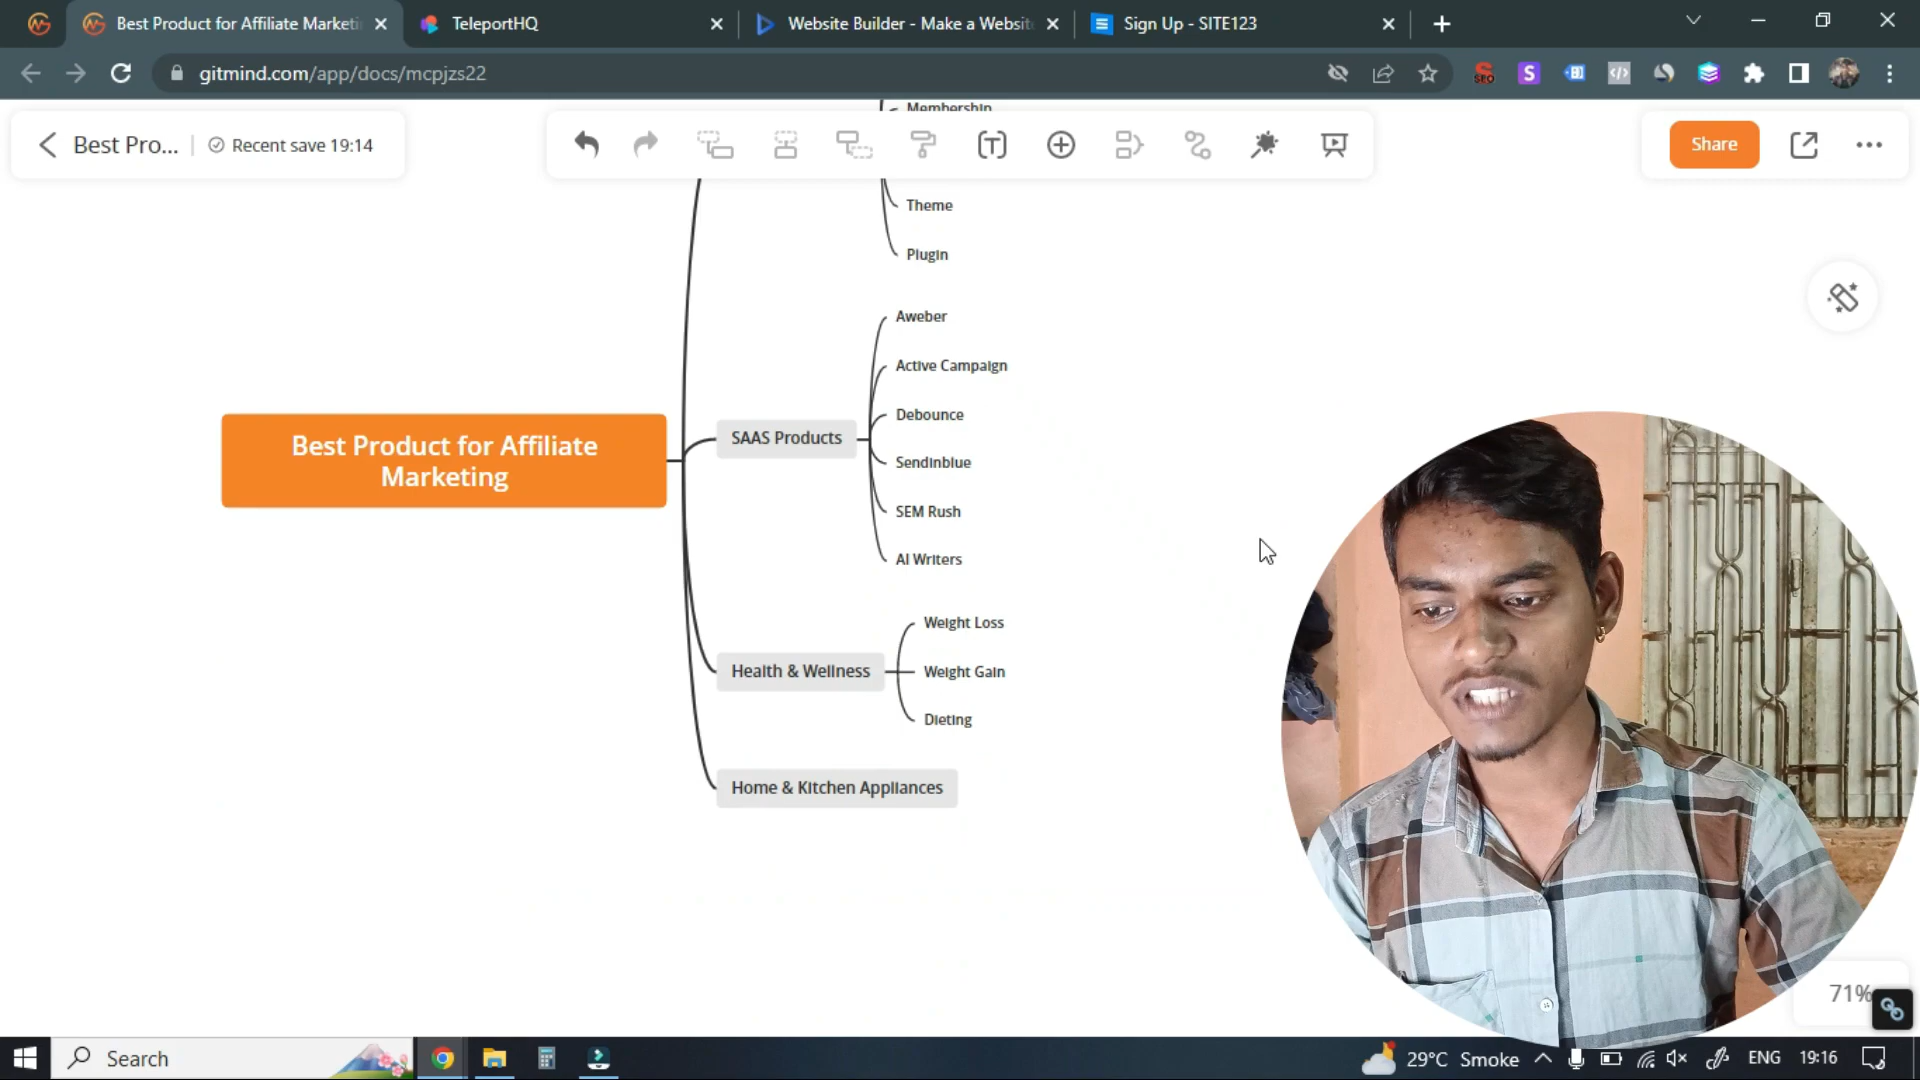 Best Product for Affiliate Marketi
TeleportHQ
Website Builder - Make a Websit
Sign Up - SITE123
gitmind.com/app/docs/mcpjzs22
SEO
S
Best Pro...
Recent save 19:14
Share
Membership
Theme
Plugin
Aweber
Active Campaign
Debounce
Sendinblue
SEM Rush
AI Writers
SAAS Products
Best Product for Affiliate
Marketing
Weight Loss
Health & Wellness
Weight Gain
Dieting
Home & Kitchen Appliances
71%
Search
29°C Smoke
ENG
19:16